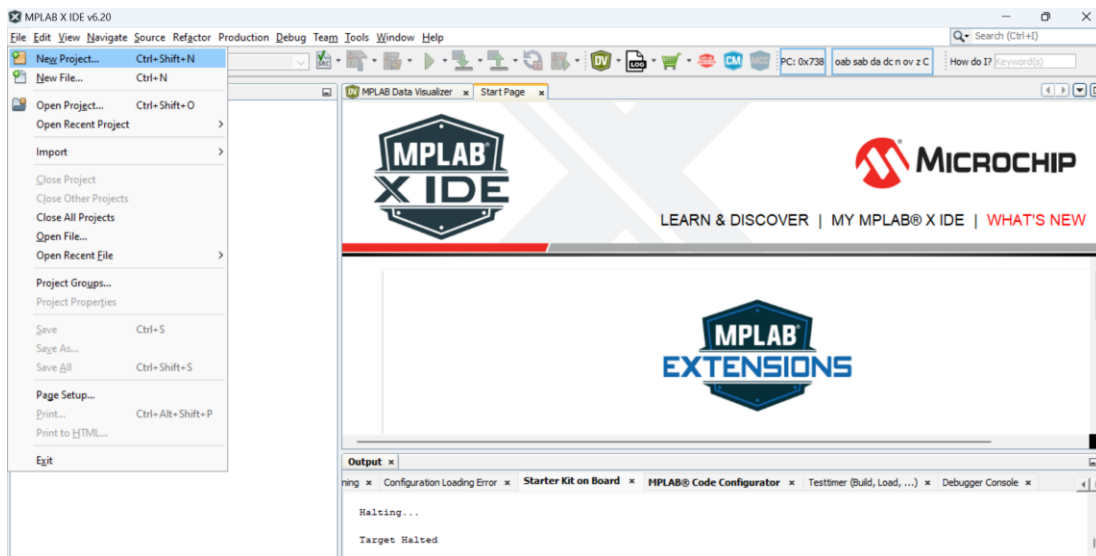 MPLAB X IDE v6.20
File Edit View Navigate Source Refactor Production Debug Team Tools Window Help
Search (Ctrl+I)
New Project... Ctrl+Shift+N
New File... Ctrl+N
Open Project... Ctrl+Shift+O
Open Recent Project
Import
Close Project
Close Other Projects
Close All Projects
Open File...
Open Recent File
Project Groups...
Project Properties
Save Ctrl+S
Save As...
Save All Ctrl+Shift+S
Page Setup...
Print... Ctrl+Alt+Shift+P
Print to HTML...
Exit
DV LOG CM MCC PC: 0x738 oab sab da dc n ov z C How do I? Keyword(s)
DV MPLAB Data Visualizer Start Page
MPLAB®
X IDE
MICROCHIP
LEARN & DISCOVER | MY MPLAB® X IDE | WHAT'S NEW
MPLAB®
EXTENSIONS
Output
ning Configuration Loading Error Starter Kit on Board MPLAB® Code Configurator Testtimer (Build, Load, ...) Debugger Console
Halting...
Target Halted